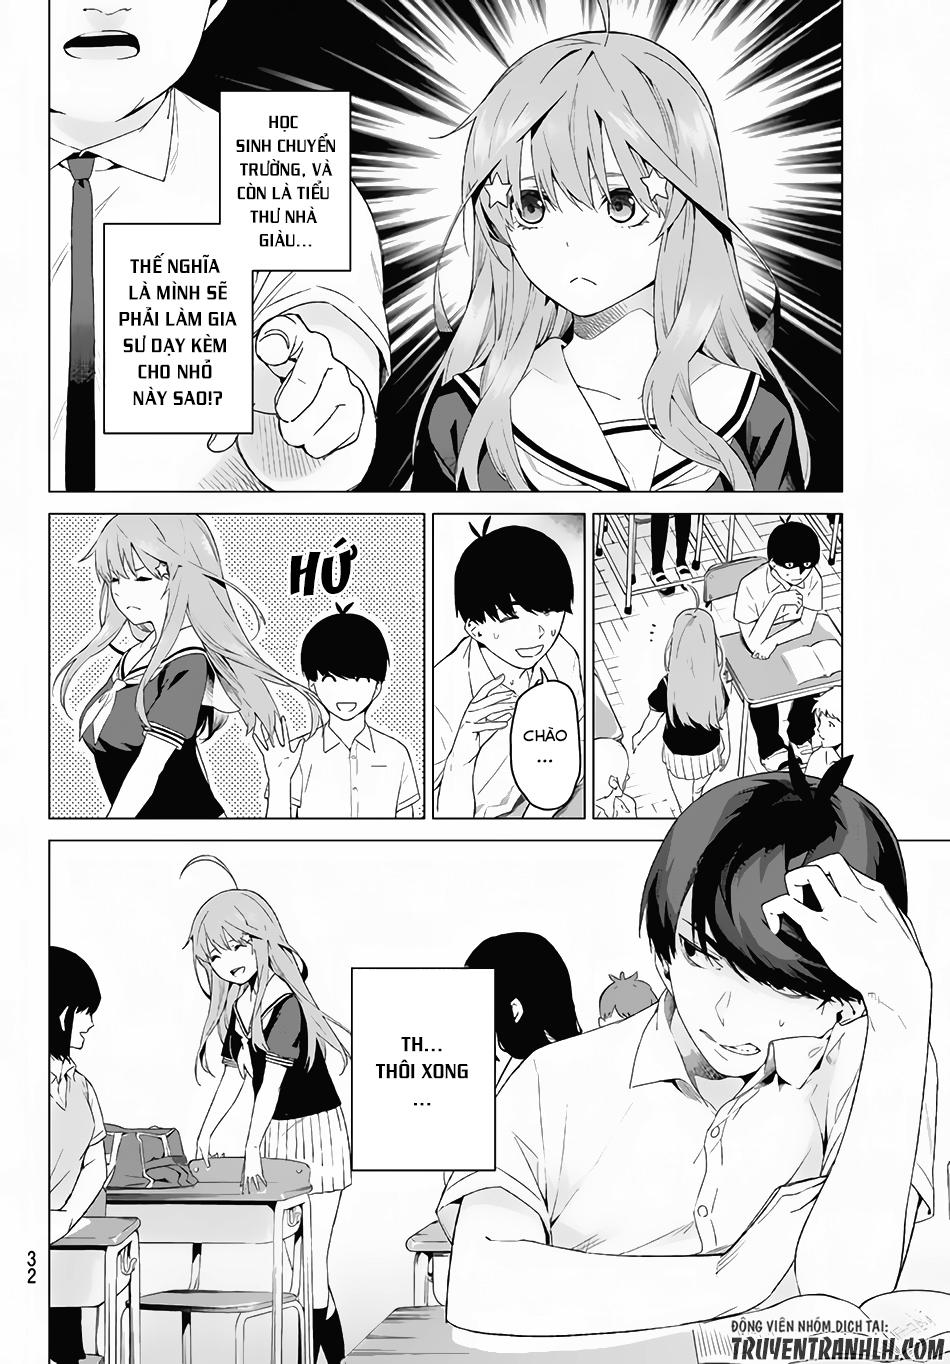 HỌC
SINH CHUYỂN
TRƯỜNG, VÀ
CÒN LÀ TIỂU
THƯ NHÀ
GIÀU...
THẾ NGHĨA
LÀ MÌNH SẼ
PHẢI LÀM GIA
SƯ DẠY KÈM
CHO NHỎ
NÀY SAO!?
HỨ
CHÀO
...
TH...
THÔI XONG
...
32
ĐỘNG VIÊN NHÓM DỊCH TẠI:
TRUYENTRANHLH.COM